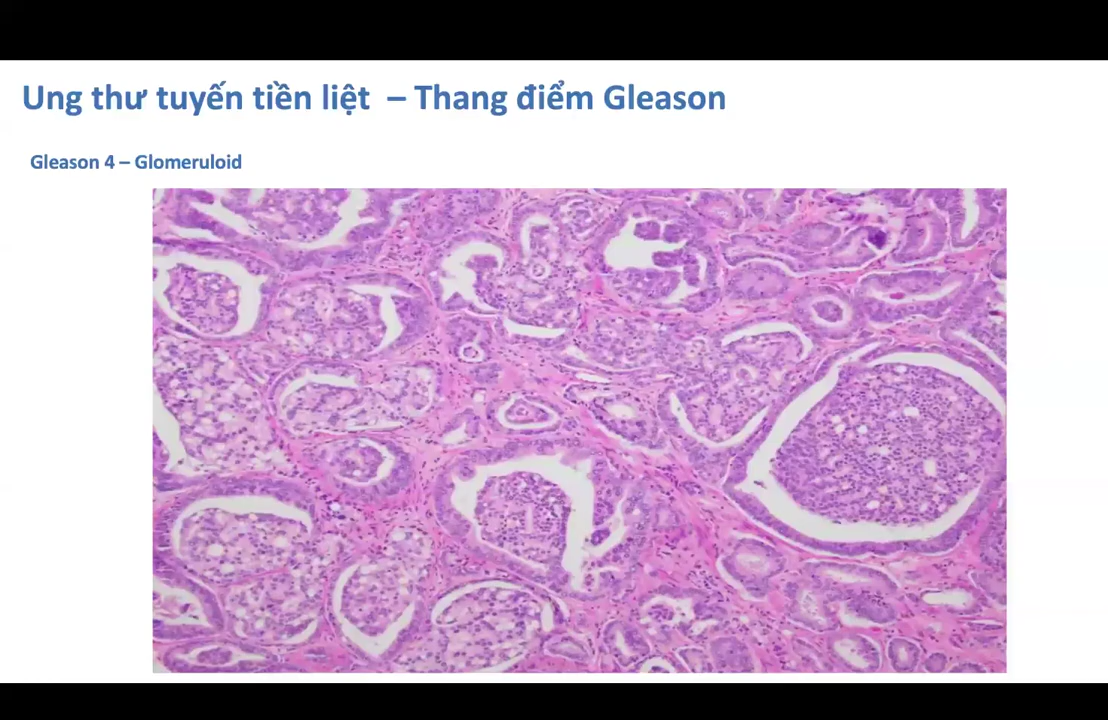 Ung thư tuyến tiền liệt – Thang điểm Gleason
Gleason 4 – Glomeruloid